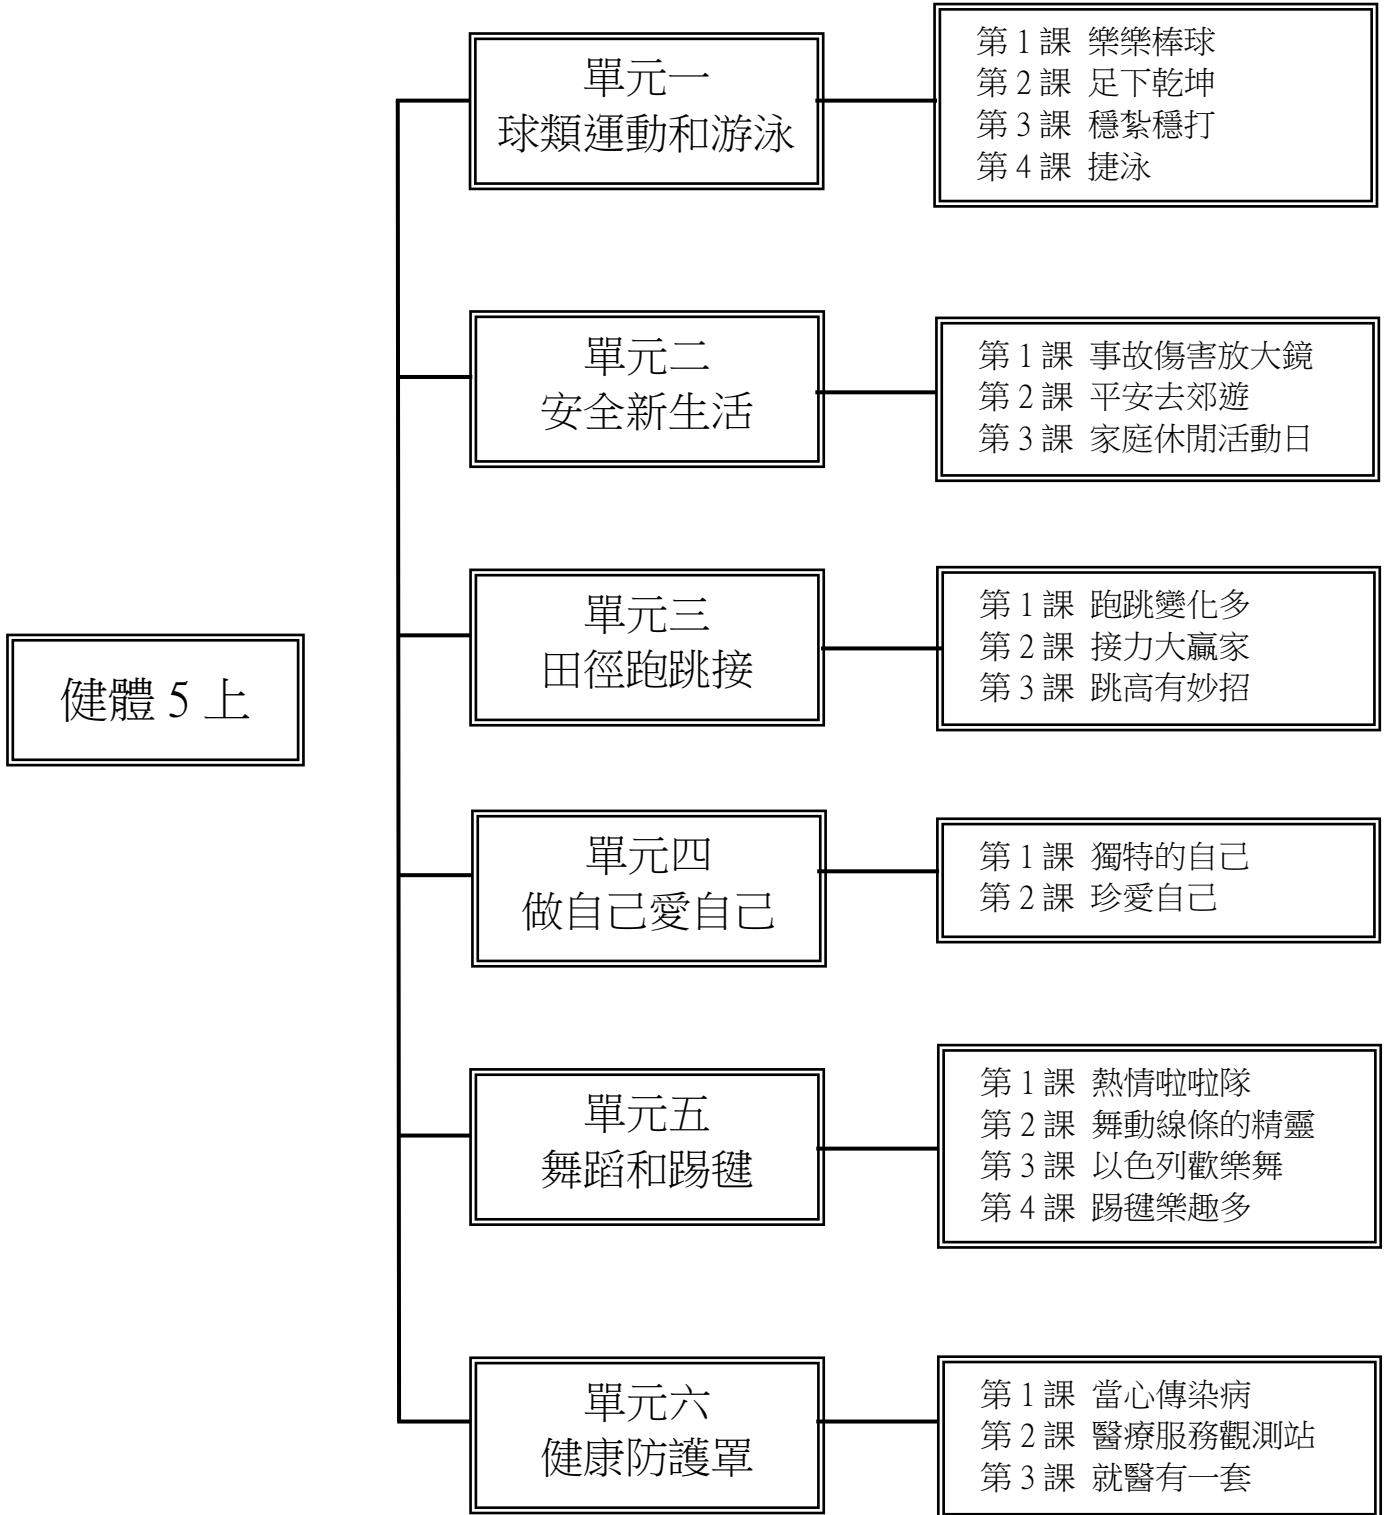 健體 5 上
單元一
球類運動和游泳
第 1 課 樂樂棒球
第 2 課 足下乾坤
第 3 課 穩紮穩打
第 4 課 捷泳
單元二
安全新生活
第 1 課 事故傷害放大鏡
第 2 課 平安去郊遊
第 3 課 家庭休閒活動日
單元三
田徑跑跳接
第 1 課 跑跳變化多
第 2 課 接力大贏家
第 3 課 跳高有妙招
單元四
做自己愛自己
第 1 課 獨特的自己
第 2 課 珍愛自己
單元五
舞蹈和踢毽
第 1 課 熱情啦啦隊
第 2 課 舞動線條的精靈
第 3 課 以色列歡樂舞
第 4 課 踢毽樂趣多
單元六
健康防護罩
第 1 課 當心傳染病
第 2 課 醫療服務觀測站
第 3 課 就醫有一套